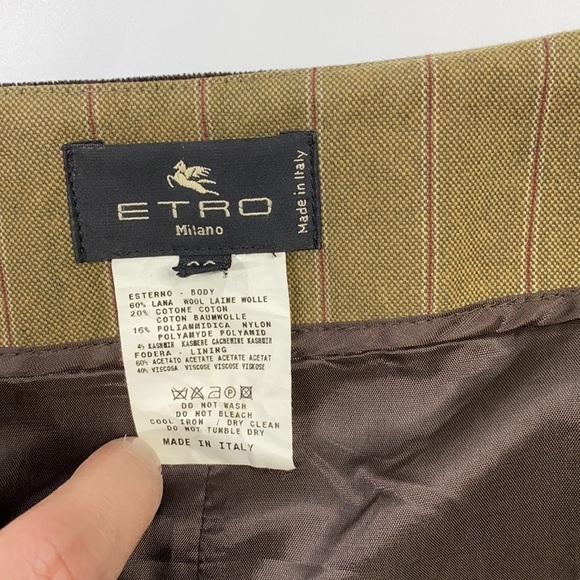 ETRO
Milano
Made in Italy
ESTERNO - BODY
60% LANA WOOL LAINE WOLLE
20% COTONE COTON
COTTON BAUMWOLLE
16% POLIAMMIDICA NYLON
POLYAMYDE POLYAMID
4% KASHMIR KASMERE CACHEMIRE KASHMIR
FODERA - LINING
60% ACETATO ACETATE ACETATE ACETAT
40% VISCOSA VISCOSE VISCOSE VISKOSE
DO NOT WASH
DO NOT BLEACH
COOL IRON / DRY CLEAN
DO NOT TUMBLE DRY
MADE IN ITALY